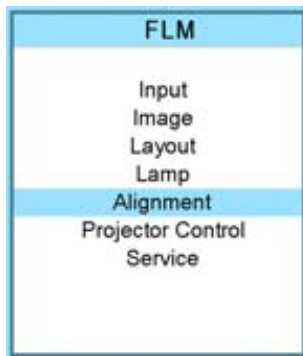 FLM
Input
Image
Layout
Lamp
Alignment
Projector Control
Service